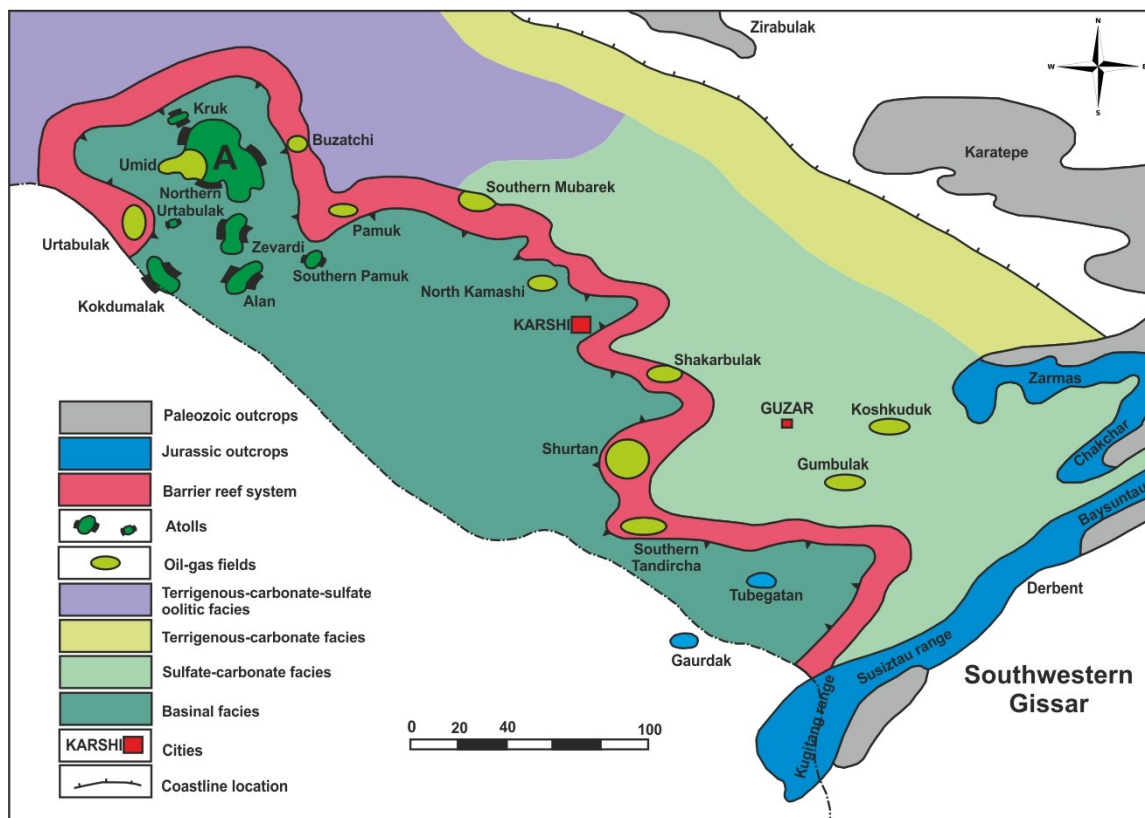 Zirabulak
N
W
E
S
Kruk
A
Buzatchi
Umid
Karatepe
Northern
Urtabulak
Southern Mubarek
Urtabulak
Pamuk
Zevardi
Southern Pamuk
North Kamashi
Kokdumalak
Alan
KARSHI
Shakarbulak
Zarmas
GUZAR
Koshkuduk
Chakchar
Shurtan
Gumbulak
Baysuntau
Southern
Tandircha
Tubegatan
Derbent
Gaurdak
Susiztau range
Southwestern
Gissar
Kugitang range
Paleozoic outcrops
Jurassic outcrops
Barrier reef system
Atolls
Oil-gas fields
Terrigenous-carbonate-sulfate
oolitic facies
Terrigenous-carbonate facies
Sulfate-carbonate facies
Basinal facies
KARSHI
Cities
Coastline location
0 20 40 100